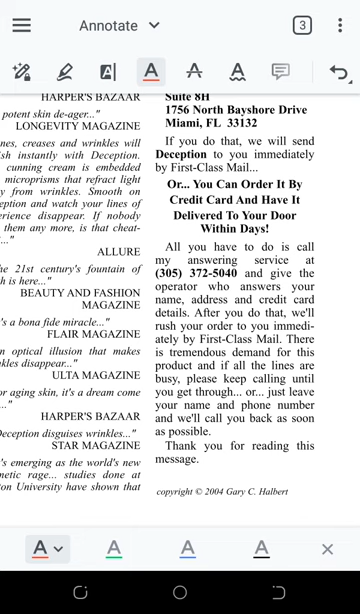 Annotate
3
HARPER'S BAZAAR
potent skin de-ager..."
LONGEVITY MAGAZINE
nes, creases and wrinkles will
ish instantly with Deception.
cunning cream is embedded
microprisms that refract light
y from wrinkles. Smooth on
eption and watch your lines of
erience disappear. If nobody
them any more, is that cheat-
..."
ALLURE
he 21st century's fountain of
h is here..."
BEAUTY AND FASHION
MAGAZINE
's a bona fide miracle..."
FLAIR MAGAZINE
n optical illusion that makes
nkles disappear..."
ULTA MAGAZINE
or aging skin, it's a dream come
..."
HARPER'S BAZAAR
Deception disguises wrinkles..."
STAR MAGAZINE
's emerging as the world's new
metic rage... studies done at
ton University have shown that
Suite 8H
1756 North Bayshore Drive
Miami, FL 33132
If you do that, we will send
Deception to you immediately
by First-Class Mail...
Or... You Can Order It By
Credit Card And Have It
Delivered To Your Door
Within Days!
All you have to do is call
my answering service at
(305) 372-5040 and give the
operator who answers your
name, address and credit card
details. After you do that, we'll
rush your order to you immedi-
ately by First-Class Mail. There
is tremendous demand for this
product and if all the lines are
busy, please keep calling until
you get through... or... just leave
your name and phone number
and we'll call you back as soon
as possible.
Thank you for reading this
message.
copyright © 2004 Gary C. Halbert